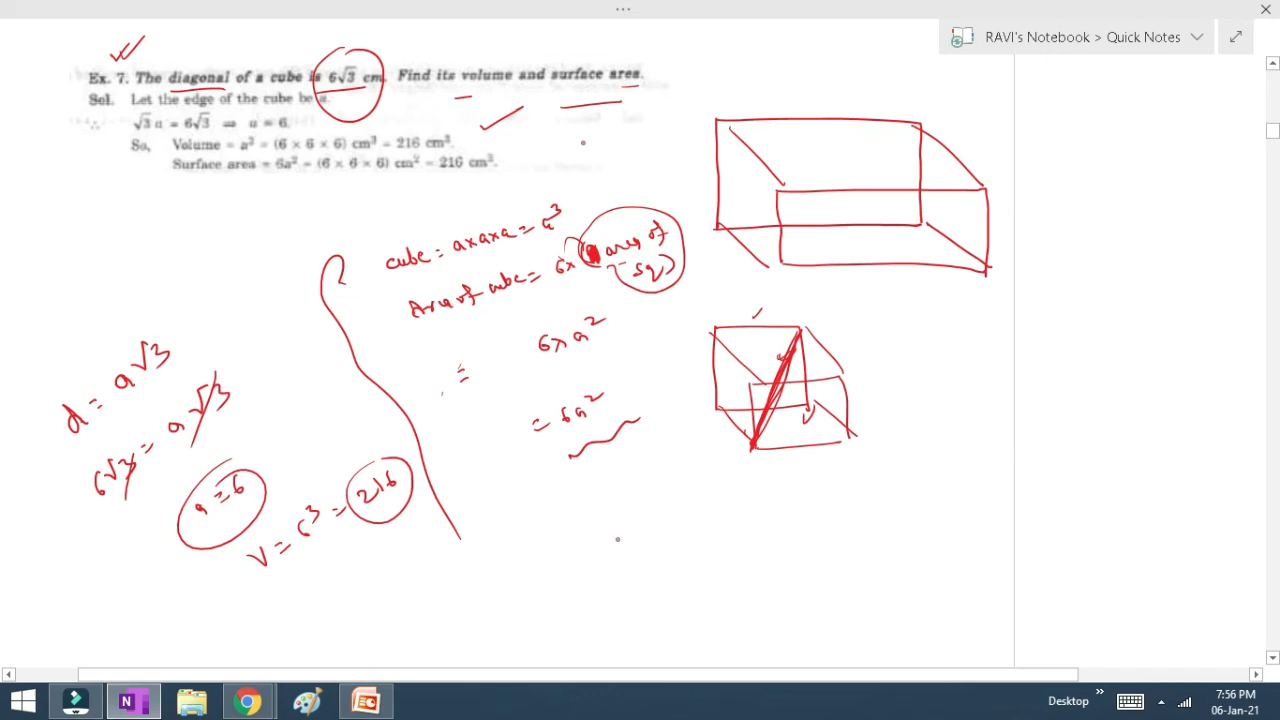 RAVI's Notebook > Quick Notes
Ex. 7. The diagonal of a cube is 6√3 cm. Find its volume and surface area.
Sol. Let the edge of the cube be a.
∴ √3 a = 6√3 ⇒ a = 6.
So, Volume = a³ = (6 × 6 × 6) cm³ = 216 cm³.
Surface area = 6a² = (6 × 6 × 6) cm² = 216 cm².
cube = a×a×a = a³
Area of cube = 6× (area of
sq)
= 6× a²
= 6a²
d = a√3
6√3 = a√3
a = 6
V = 6³ = 216
Desktop
7:56 PM
06-Jan-21